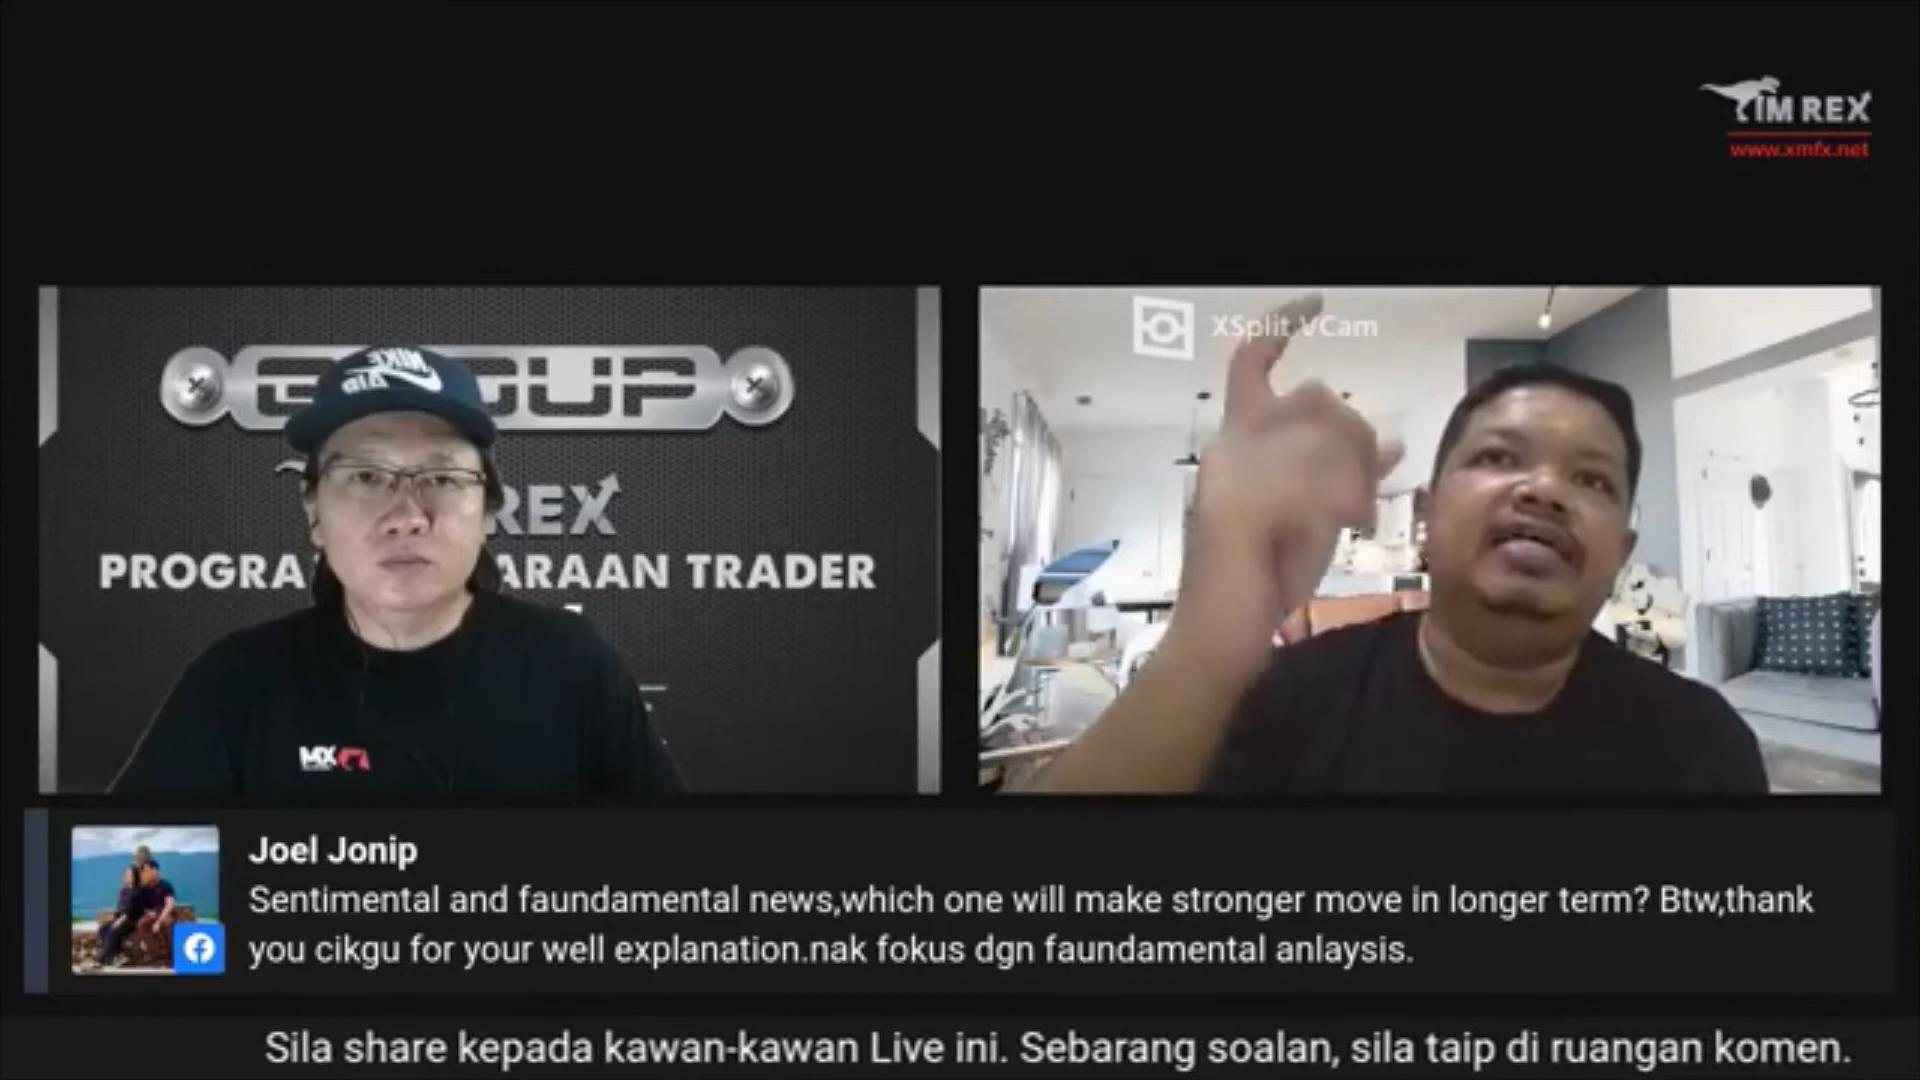 TIM REX
www.xmfx.net
XSplit VCam
NIKE
AIR
REX
PROGRA ARAAN TRADER
MX
Joel Jonip
Sentimental and faundamental news,which one will make stronger move in longer term? Btw,thank
you cikgu for your well explanation.nak fokus dgn faundamental anlaysis.
Sila share kepada kawan-kawan Live ini. Sebarang soalan, sila taip di ruangan komen.